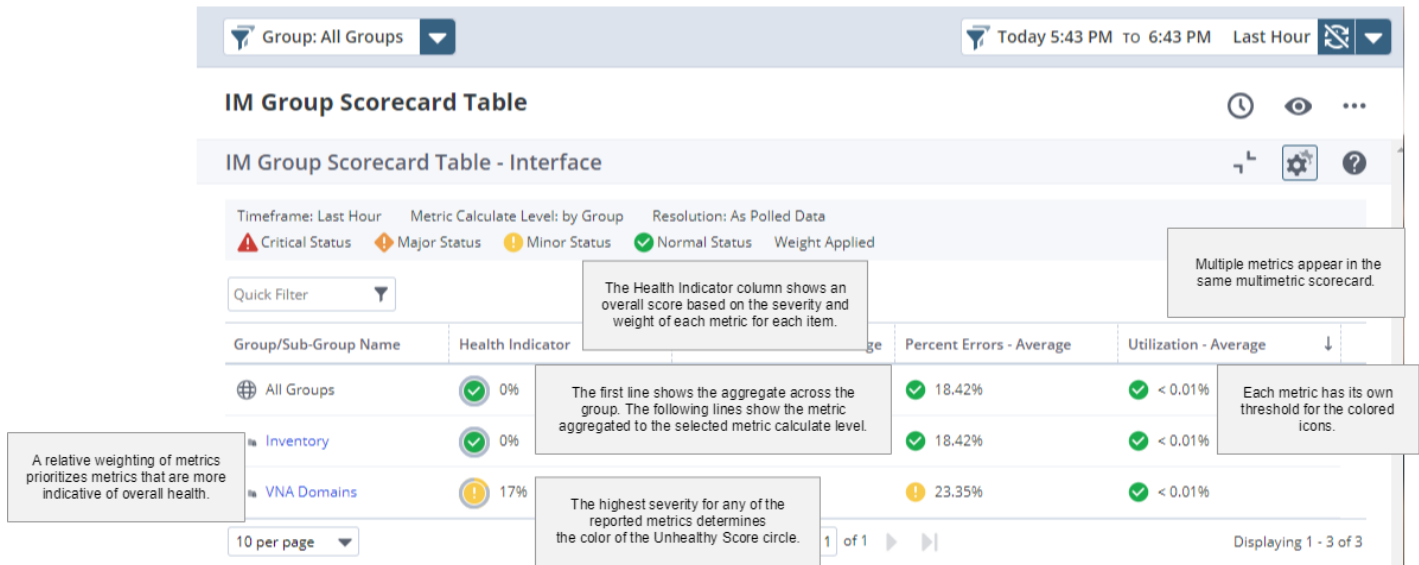 Group: All Groups
Today 5:43 PM TO 6:43 PM Last Hour
IM Group Scorecard Table
IM Group Scorecard Table - Interface
Timeframe: Last Hour Metric Calculate Level: by Group Resolution: As Polled Data
Critical Status Major Status Minor Status Normal Status Weight Applied
Multiple metrics appear in the
same multimetric scorecard.
Quick Filter
The Health Indicator column shows an
overall score based on the severity and
weight of each metric for each item.
Group/Sub-Group Name Health Indicator Percent Errors - Average Utilization - Average
All Groups 0% 18.42% < 0.01%
The first line shows the aggregate across the
group. The following lines show the metric
aggregated to the selected metric calculate level.
Each metric has its own
threshold for the colored
icons.
Inventory 0% 18.42% < 0.01%
A relative weighting of metrics
prioritizes metrics that are more
indicative of overall health.
VNA Domains 17% 23.35% < 0.01%
The highest severity for any of the
reported metrics determines
the color of the Unhealthy Score circle.
10 per page 1 of 1 Displaying 1 - 3 of 3